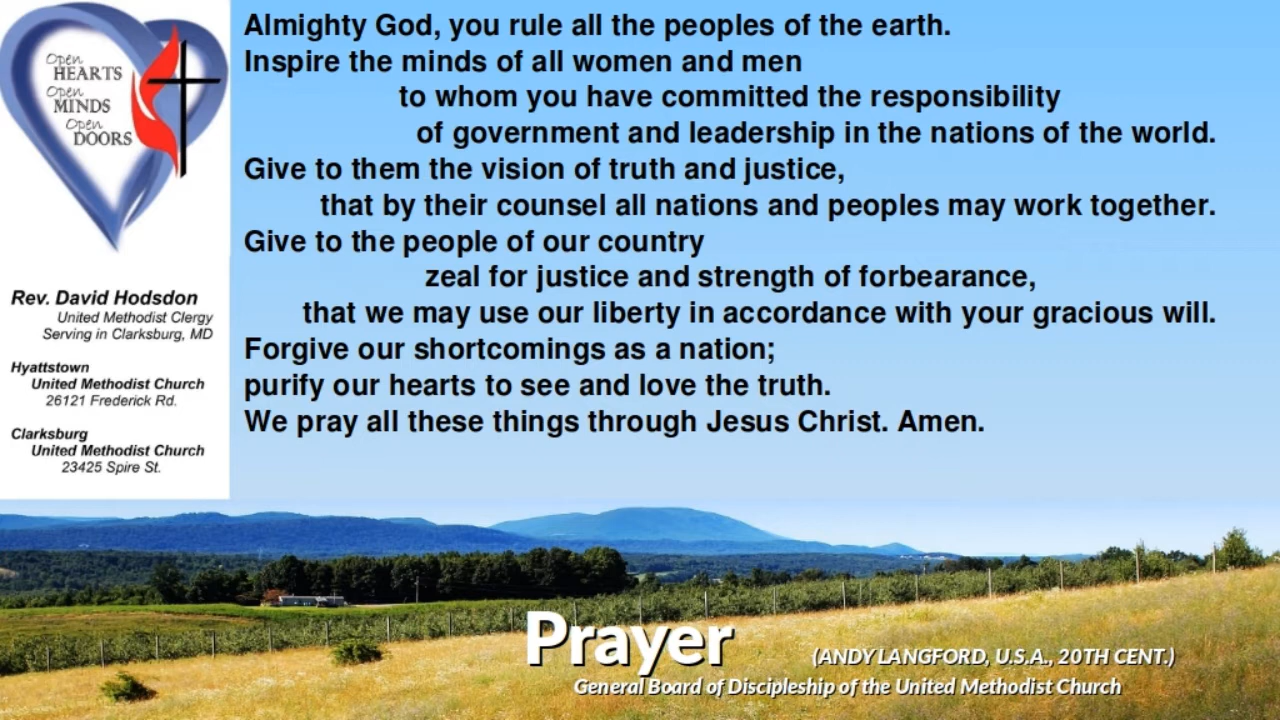 Open
HEARTS
Open
MINDS
Open
DOORS
Rev. David Hodsdon
United Methodist Clergy
Serving in Clarksburg, MD
Hyattstown
United Methodist Church
26121 Frederick Rd.
Clarksburg
United Methodist Church
23425 Spire St.
Almighty God, you rule all the peoples of the earth.
Inspire the minds of all women and men
to whom you have committed the responsibility
of government and leadership in the nations of the world.
Give to them the vision of truth and justice,
that by their counsel all nations and peoples may work together.
Give to the people of our country
zeal for justice and strength of forbearance,
that we may use our liberty in accordance with your gracious will.
Forgive our shortcomings as a nation;
purify our hearts to see and love the truth.
We pray all these things through Jesus Christ. Amen.
Prayer
(ANDY LANGFORD, U.S.A., 20TH CENT.)
General Board of Discipleship of the United Methodist Church